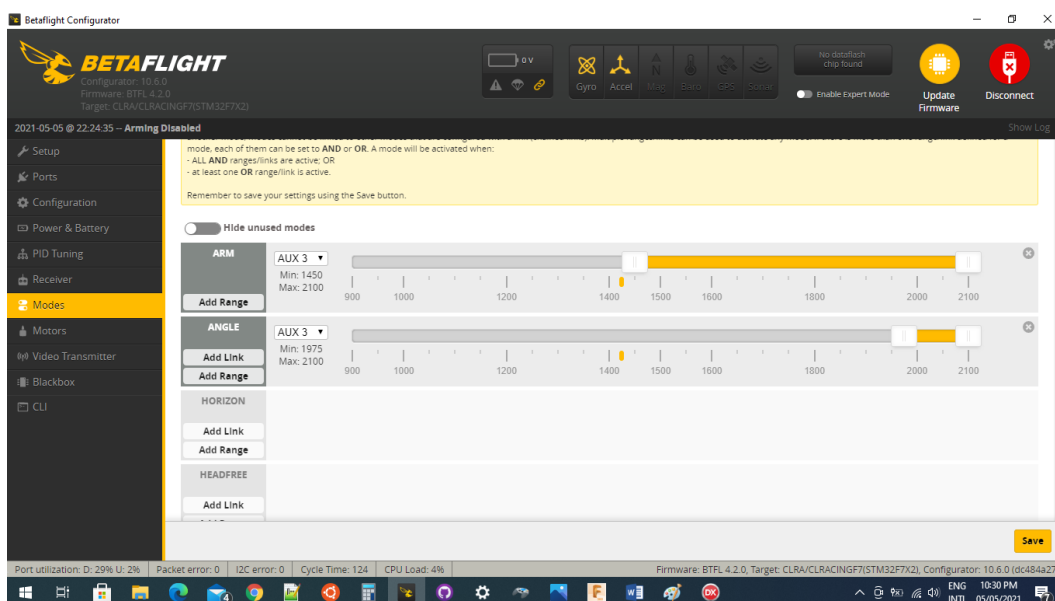 Betaflight Configurator
BETAFLIGHT
Configurator: 10.6.0
Firmware: BTFL 4.2.0
Target: CLRA/CLRACINGF7(STM32F7X2)
0 V
Gyro Accel Mag Baro GPS Sonar
No dataflash
chip found
Enable Expert Mode
Update
Firmware
Disconnect
2021-05-05 @ 22:24:35 -- Arming Disabled
Show Log
Setup
Ports
Configuration
Power & Battery
PID Tuning
Receiver
Modes
Motors
Video Transmitter
Blackbox
CLI
mode, each of them can be set to AND or OR. A mode will be activated when:
- ALL AND ranges/links are active; OR
- at least one OR range/link is active.
Remember to save your settings using the Save button.
Hide unused modes
ARM
Add Range
AUX 3
Min: 1450
Max: 2100
900 1000 1200 1400 1500 1600 1800 2000 2100
ANGLE
Add Link
Add Range
AUX 3
Min: 1975
Max: 2100
900 1000 1200 1400 1500 1600 1800 2000 2100
HORIZON
Add Link
Add Range
HEADFREE
Add Link
Save
Port utilization: D: 29% U: 2% Packet error: 0 I2C error: 0 Cycle Time: 124 CPU Load: 4% Firmware: BTFL 4.2.0, Target: CLRA/CLRACINGF7(STM32F7X2), Configurator: 10.6.0 (dc484a27
ENG
INTL
10:30 PM
05/05/2021